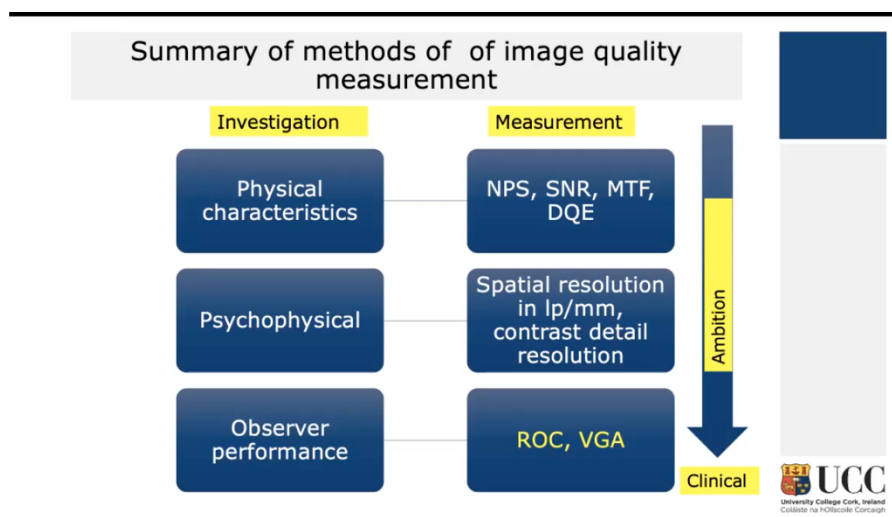 Summary of methods of  of image quality
measurement
Investigation
Measurement
Physical
characteristics
NPS, SNR, MTF,
DQE
Psychophysical
Spatial resolution
in lp/mm,
contrast detail
resolution
Observer
performance
ROC, VGA
Ambition
Clinical
UCC
University College Cork, Ireland
Coláiste na hOllscoile Corcaigh